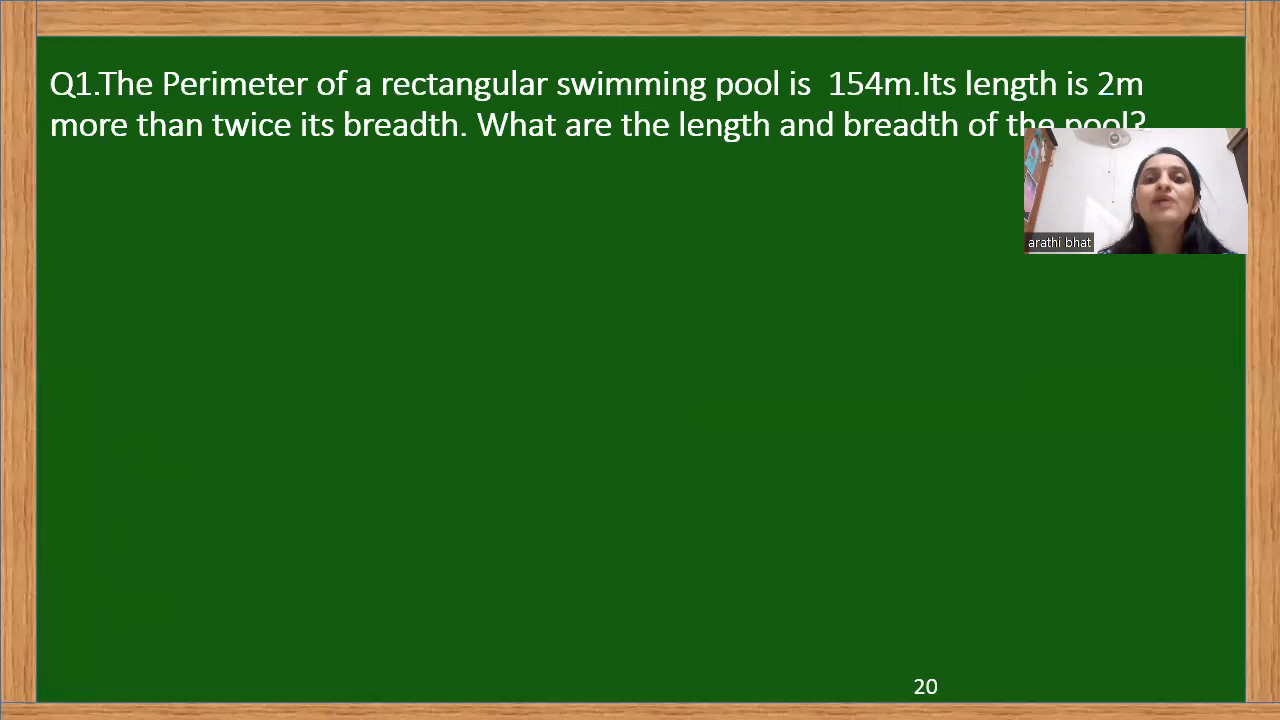 Q1.The Perimeter of a rectangular swimming pool is  154m.Its length is 2m
more than twice its breadth. What are the length and breadth of the pool?
arathi bhat
20